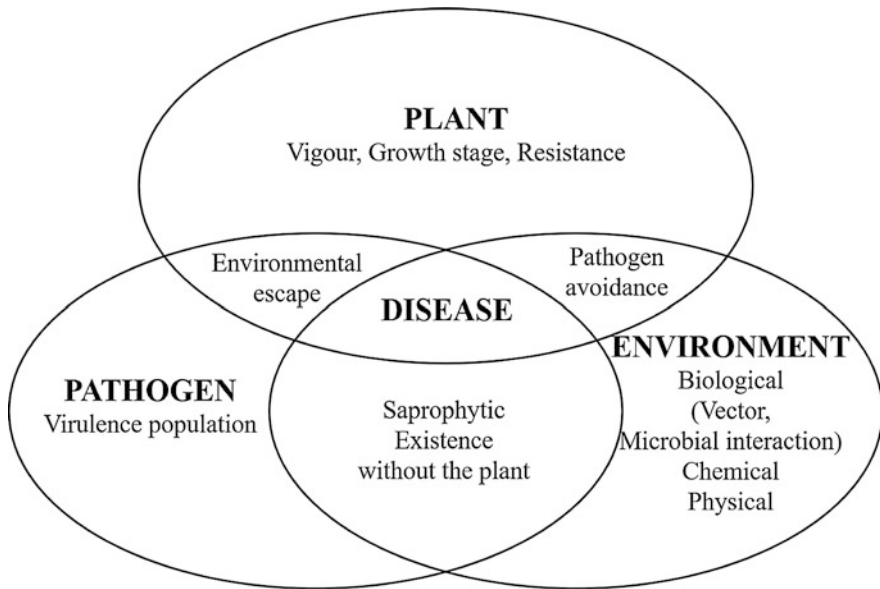 PLANT
Vigour, Growth stage, Resistance
Environmental
escape
Pathogen
avoidance
DISEASE
PATHOGEN
Virulence population
Saprophytic
Existence
without the plant
ENVIRONMENT
Biological
(Vector,
Microbial interaction)
Chemical
Physical